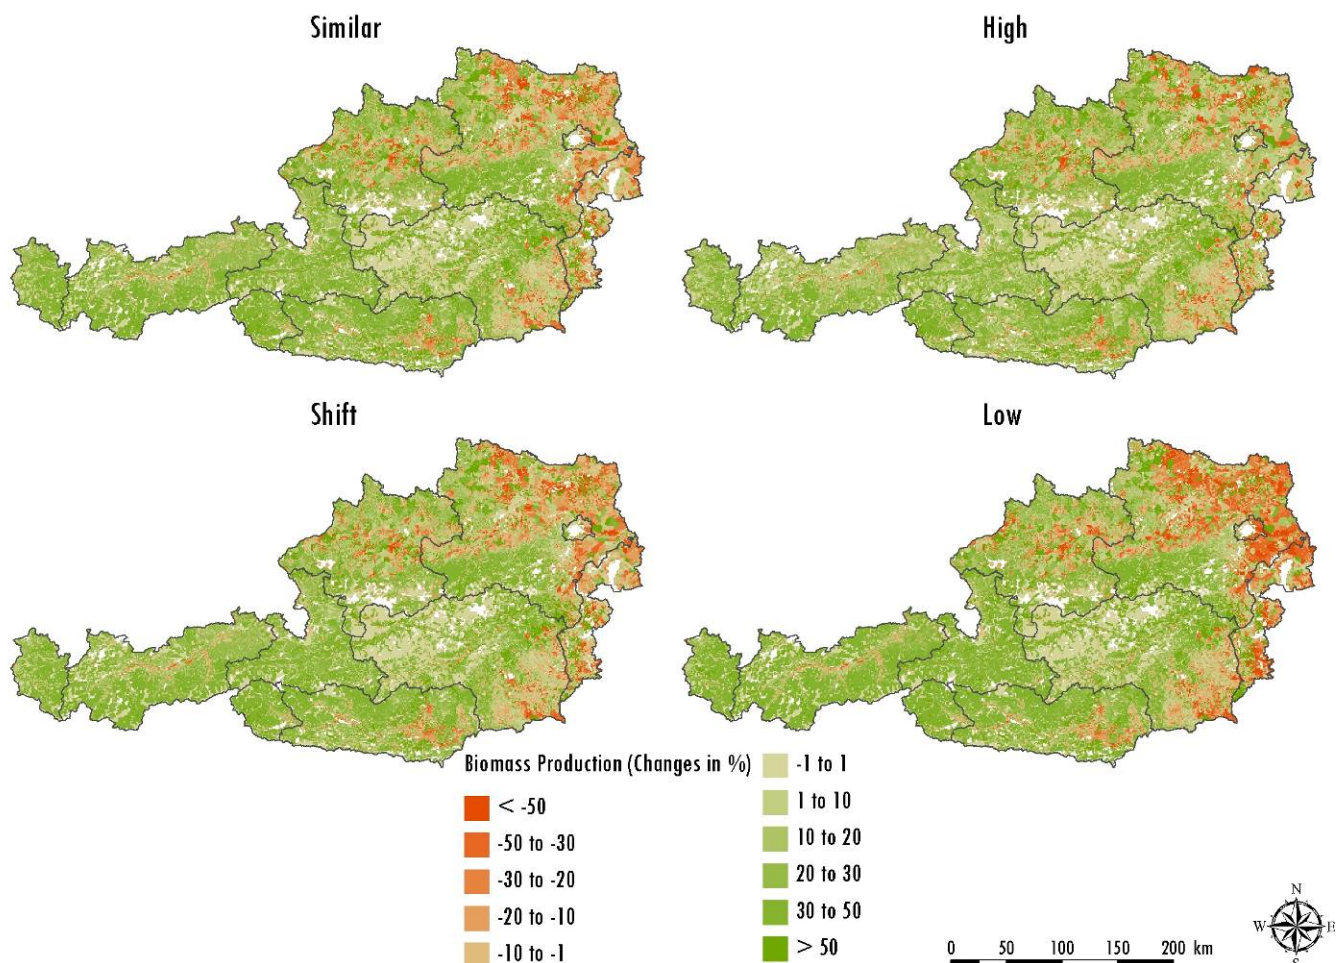 Similar
High
Shift
Low
Biomass Production (Changes in %)
< -50
-50 to -30
-30 to -20
-20 to -10
-10 to -1
-1 to 1
1 to 10
10 to 20
20 to 30
30 to 50
> 50
0 50 100 150 200 km
N
W E
S